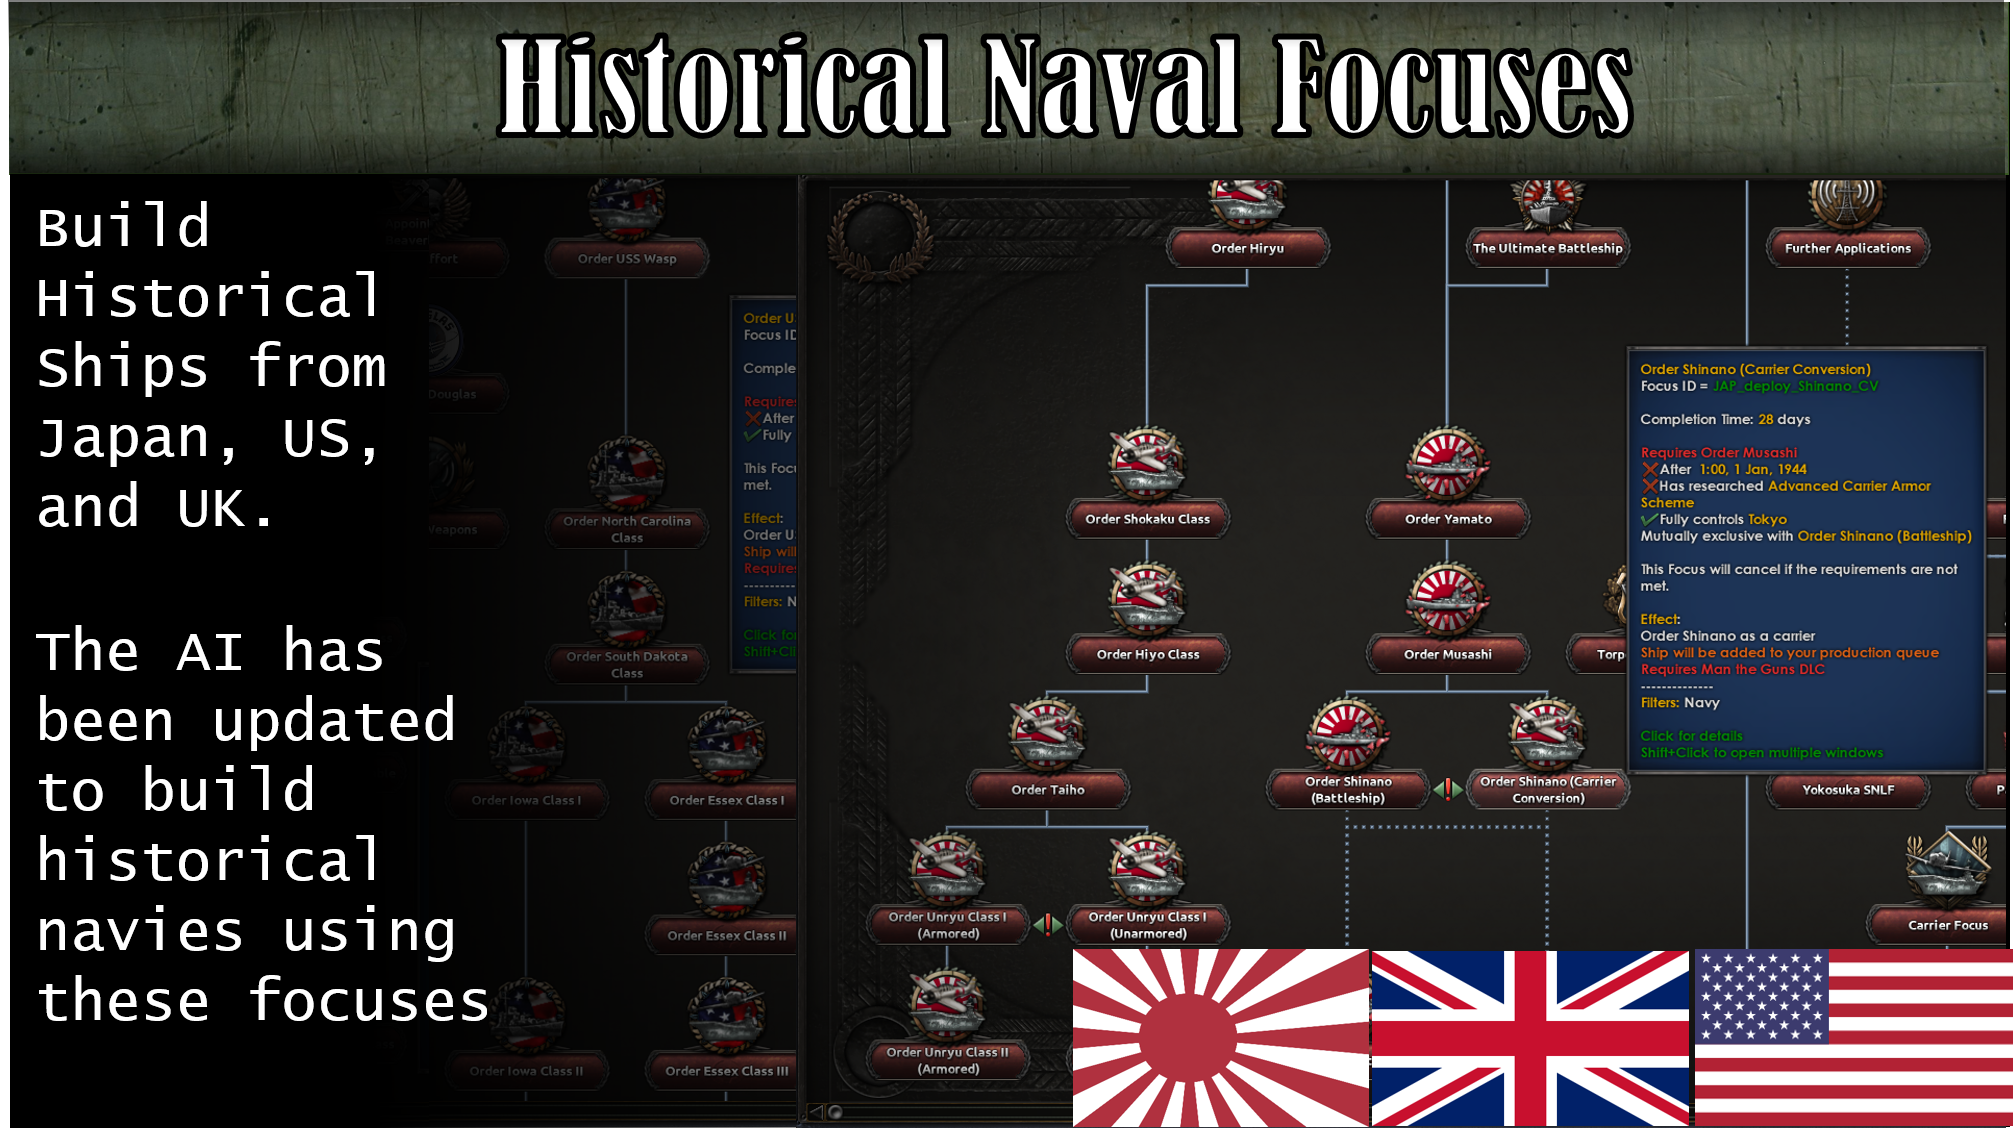 Historical Naval Focuses
Build
Historical
Ships from
Japan, US,
and UK.
The AI has
been updated
to build
historical
navies using
these focuses
Appoint
Beaver
ffort
Order USS Wasp
Douglas
Weapons
Order North Carolina
Class
Order South Dakota
Class
Order Iowa Class I
Order Essex Class I
Order Essex Class II
Order Iowa Class II
Order Essex Class III
Order U
Focus ID
Comple
Requires
After
Fully
This Focu
met.
Effect:
Order U
Ship will
Require
--------------
Filters: N
Click for
Shift+Cli
Order Hiryu
The Ultimate Battleship
Further Applications
Order Shokaku Class
Order Yamato
Order Hiyo Class
Order Musashi
Torp
Order Taiho
Order Shinano
(Battleship)
Order Shinano (Carrier
Conversion)
Yokosuka SNLF
P
Order Unryu Class I
(Armored)
Order Unryu Class I
(Unarmored)
Carrier Focus
Order Unryu Class II
(Armored)
Order Shinano (Carrier Conversion)
Focus ID = JAP_deploy_Shinano_CV
Completion Time: 28 days
Requires Order Musashi
After 1:00, 1 Jan, 1944
Has researched Advanced Carrier Armor
Scheme
Fully controls Tokyo
Mutually exclusive with Order Shinano (Battleship)
This Focus will cancel if the requirements are not
met.
Effect:
Order Shinano as a carrier
Ship will be added to your production queue
Requires Man the Guns DLC
--------------
Filters: Navy
Click for details
Shift+Click to open multiple windows